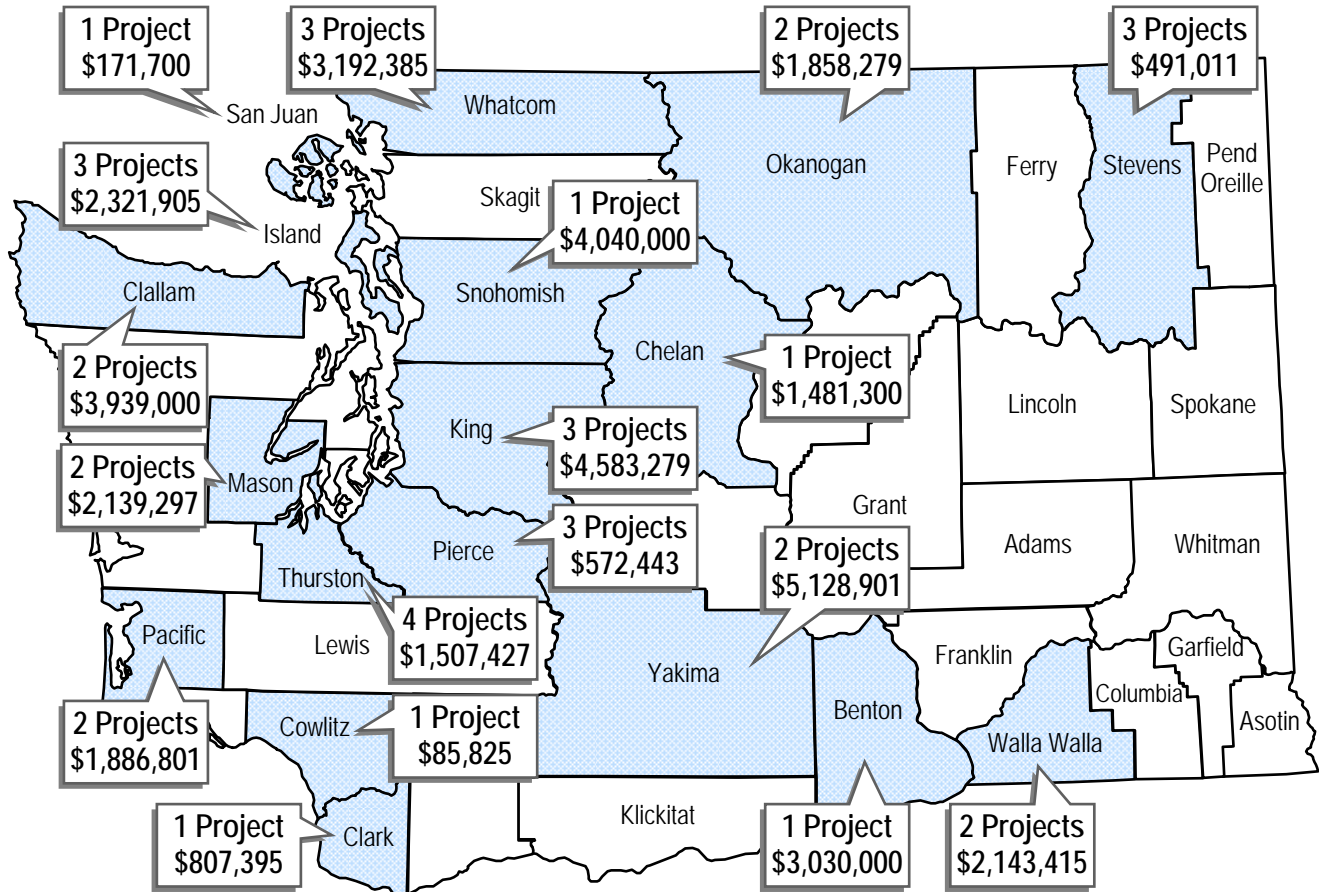 1 Project
$171,700
3 Projects
$3,192,385
2 Projects
$1,858,279
3 Projects
$491,011
San Juan
Whatcom
Okanogan
Ferry
Stevens
Pend
Oreille
3 Projects
$2,321,905
Island
Skagit
1 Project
$4,040,000
Clallam
Snohomish
2 Projects
$3,939,000
Chelan
1 Project
$1,481,300
Lincoln
Spokane
King
3 Projects
$4,583,279
2 Projects
$2,139,297
Mason
Grant
Pierce
3 Projects
$572,443
2 Projects
$5,128,901
Adams
Whitman
Thurston
4 Projects
$1,507,427
Pacific
Lewis
Yakima
Franklin
Garfield
Columbia
Benton
Asotin
2 Projects
$1,886,801
Cowlitz
1 Project
$85,825
Walla Walla
1 Project
$807,395
Clark
Klickitat
1 Project
$3,030,000
2 Projects
$2,143,415